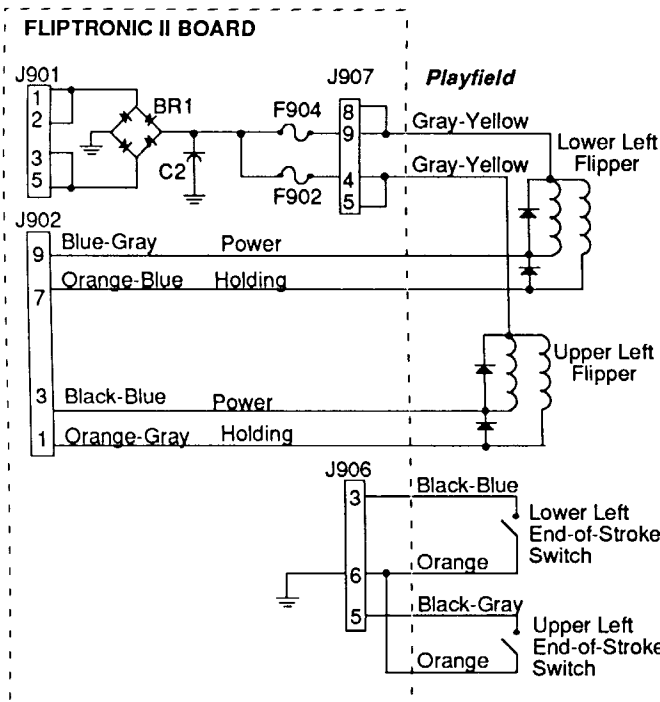 FLIPTRONIC II BOARD
J901
J907
Playfield
1
2
3
5
BR1
C2
F904
F902
8
9
4
5
Gray-Yellow
Gray-Yellow
Lower Left
Flipper
J902
9
Blue-Gray
Power
7
Orange-Blue
Holding
Upper Left
Flipper
3
Black-Blue
Power
1
Orange-Gray
Holding
J906
3
Black-Blue
Lower Left
End-of-Stroke
Switch
6
Orange
5
Black-Gray
Upper Left
End-of-Stroke
Switch
Orange